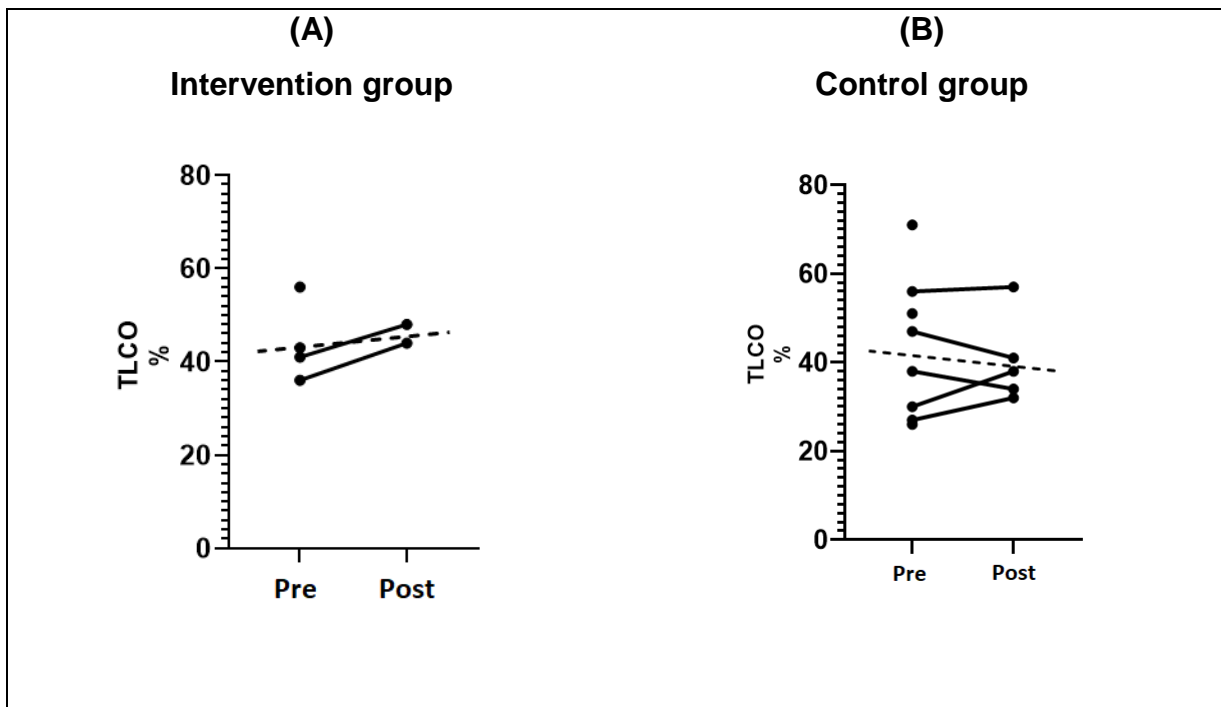 (A)
Intervention group
80
60
40
20
0
TLCO
%
Pre
Post
(B)
Control group
80
60
40
20
0
TLCO
%
Pre
Post